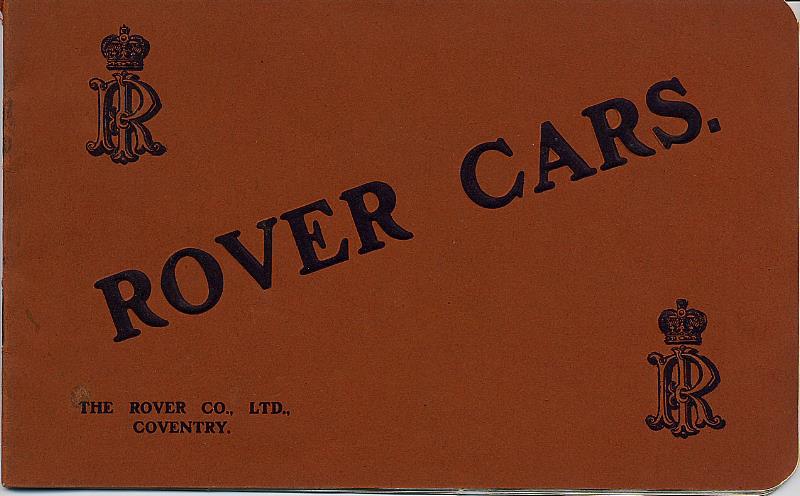 ROVER CARS.
THE ROVER CO., LTD.,
COVENTRY.